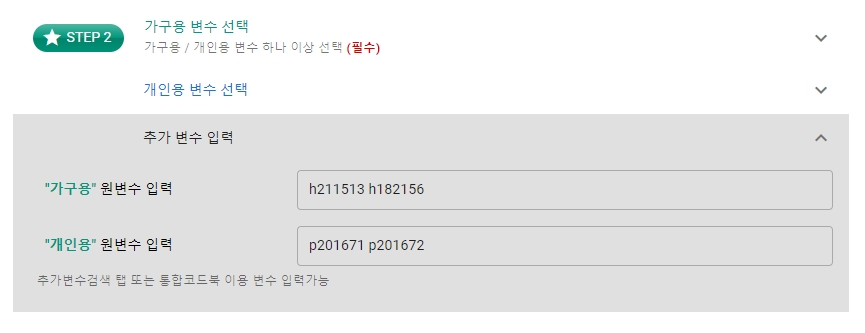 가구용 변수 선택
STEP 2
가구용 / 개인용 변수 하나 이상 선택 (필수)
개인용 변수 선택
추가 변수 입력
"가구용" 원변수 입력
h211513 h182156
"개인용" 원변수 입력
p201671 p201672
추가변수검색 탭 또는 통합코드북 이용 변수 입력가능